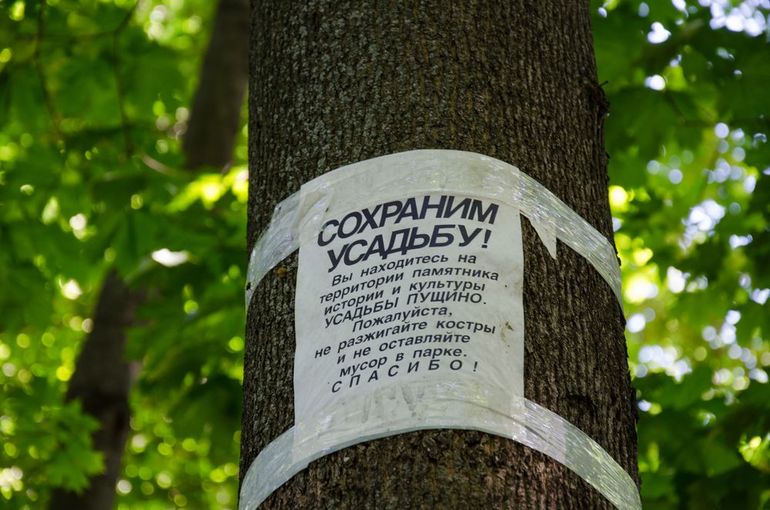 СОХРАНИМ
УСАДЬБУ!
Вы находитесь на
территории памятника
истории и культуры
УСАДЬБЫ ПУЩИНО.
Пожалуйста,
не разжигайте костры
и не оставляйте
мусор в парке.
СПАСИБО!